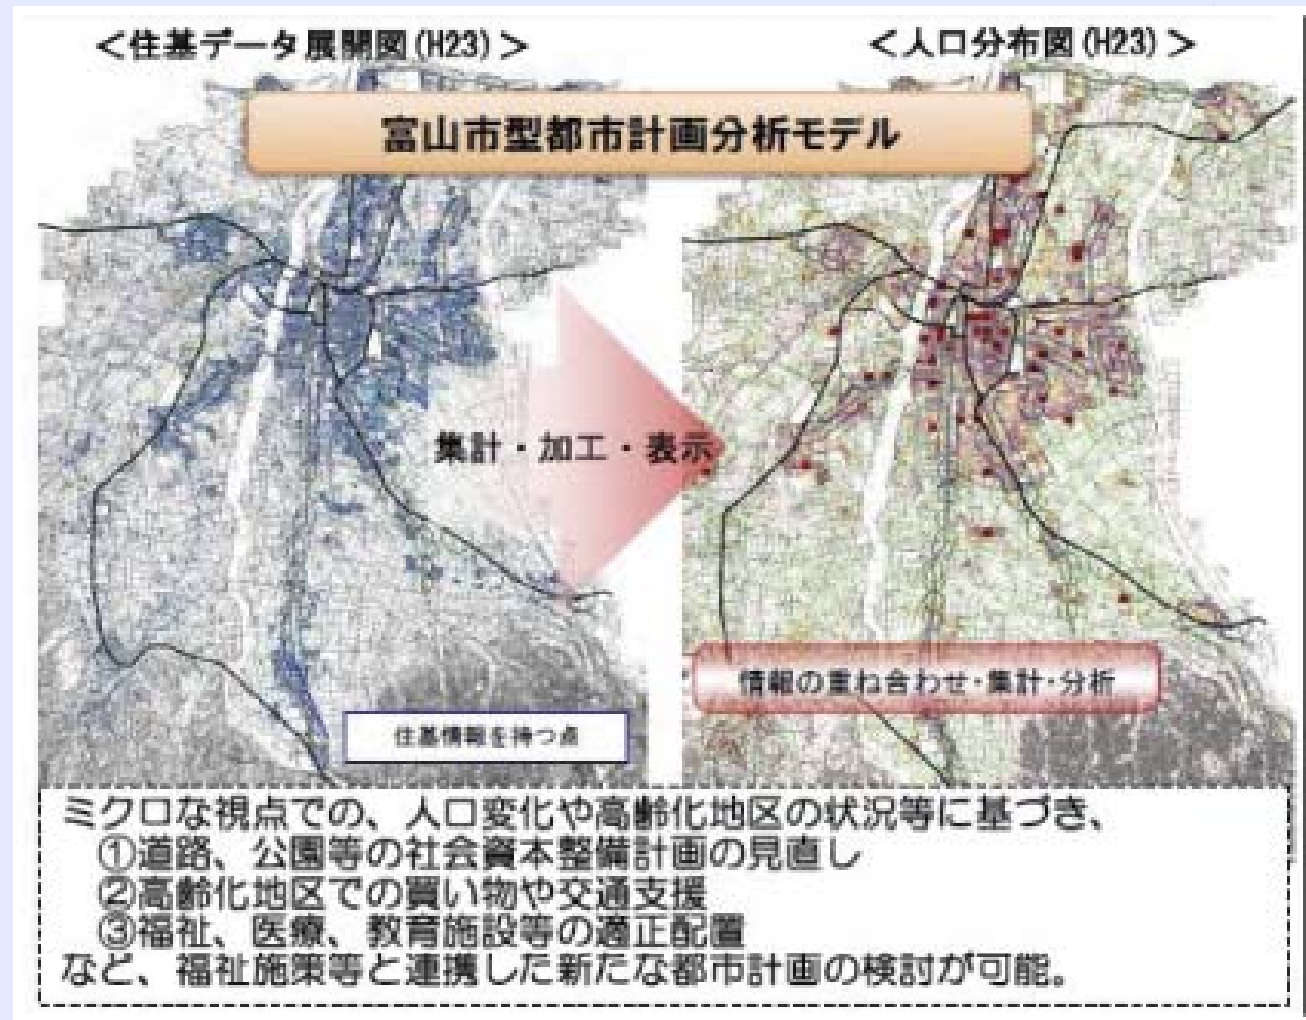 ＜住基データ展開図(H23)＞
＜人口分布図(H23)＞
富山市型都市計画分析モデル
集計・加工・表示
情報の重ね合わせ・集計・分析
住基情報を持つ点
ミクロな視点での、人口変化や高齢化地区の状況等に基づき、
①道路、公園等の社会資本整備計画の見直し
②高齢化地区での買い物や交通支援
③福祉、医療、教育施設等の適正配置
など、福祉施策等と連携した新たな都市計画の検討が可能。